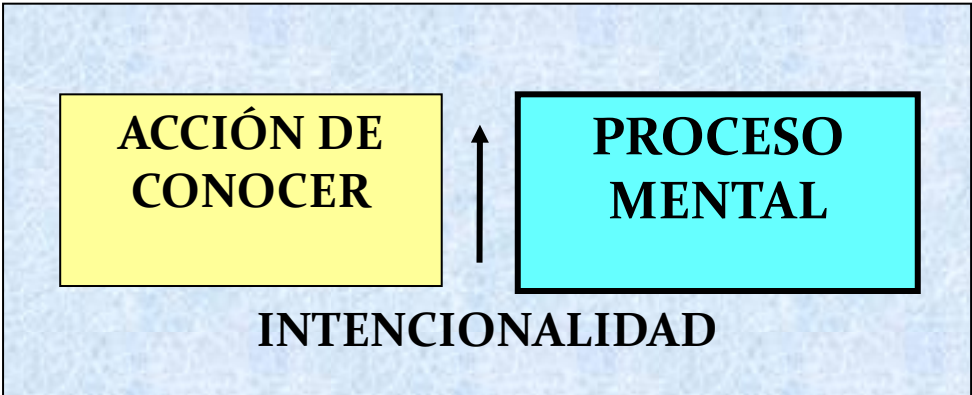 ACCIÓN DE
CONOCER
PROCESO
MENTAL
INTENCIONALIDAD